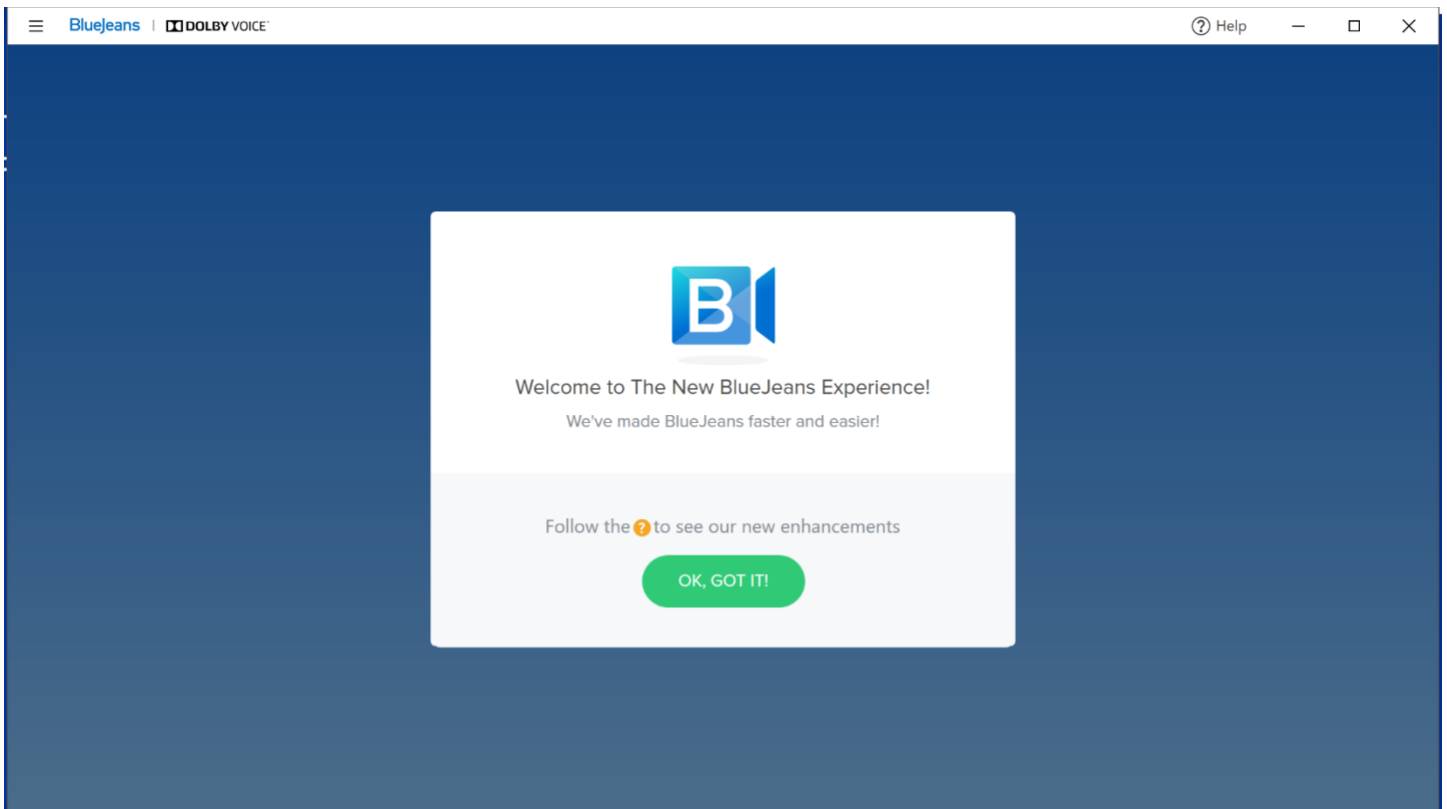 BlueJeans | DOLBY VOICE
? Help
B
Welcome to The New BlueJeans Experience!
We've made BlueJeans faster and easier!
Follow the ? to see our new enhancements
OK, GOT IT!